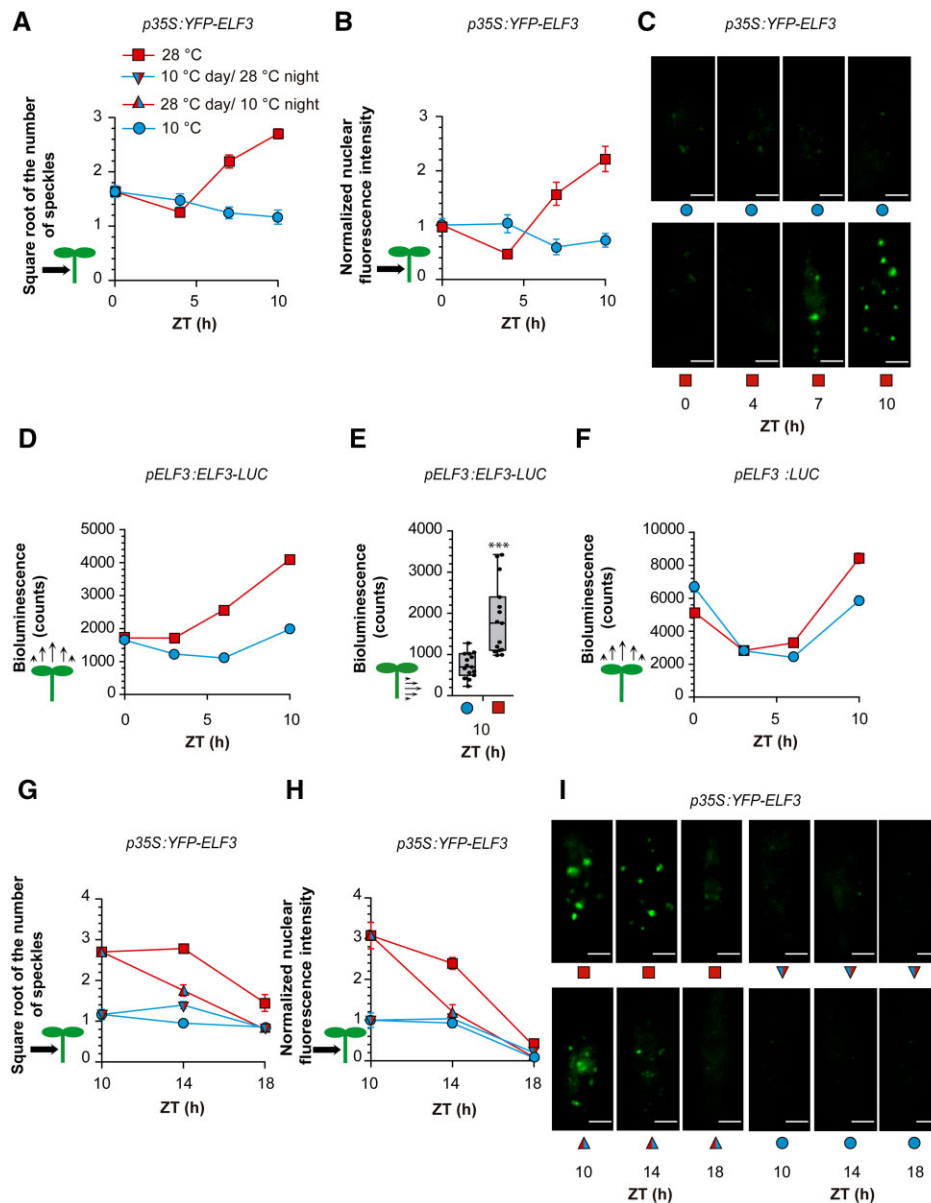 A
p35S:YFP-ELF3
28 °C
10 °C day/ 28 °C night
28 °C day/ 10 °C night
10 °C
Square root of the number
of speckles
3
2
1
0
0
5
10
ZT (h)
B
p35S:YFP-ELF3
Normalized nuclear
fluorescence intensity
3
2
1
0
0
5
10
ZT (h)
C
p35S:YFP-ELF3
0
4
7
10
ZT (h)
D
pELF3:ELF3-LUC
Bioluminescence
(counts)
5000
4000
3000
2000
1000
0
0
5
10
ZT (h)
E
pELF3:ELF3-LUC
Bioluminescence
(counts)
4000
3000
2000
1000
0
***
10
ZT (h)
F
pELF3 :LUC
Bioluminescence
(counts)
10000
8000
6000
4000
2000
0
0
5
10
ZT (h)
G
p35S:YFP-ELF3
Square root of the number
of speckles
4
3
2
1
0
10
14
18
ZT (h)
H
p35S:YFP-ELF3
Normalized nuclear
fluorescence intensity
4
3
2
1
0
10
14
18
ZT (h)
I
p35S:YFP-ELF3
10
14
18
10
14
18
ZT (h)
ZT (h)